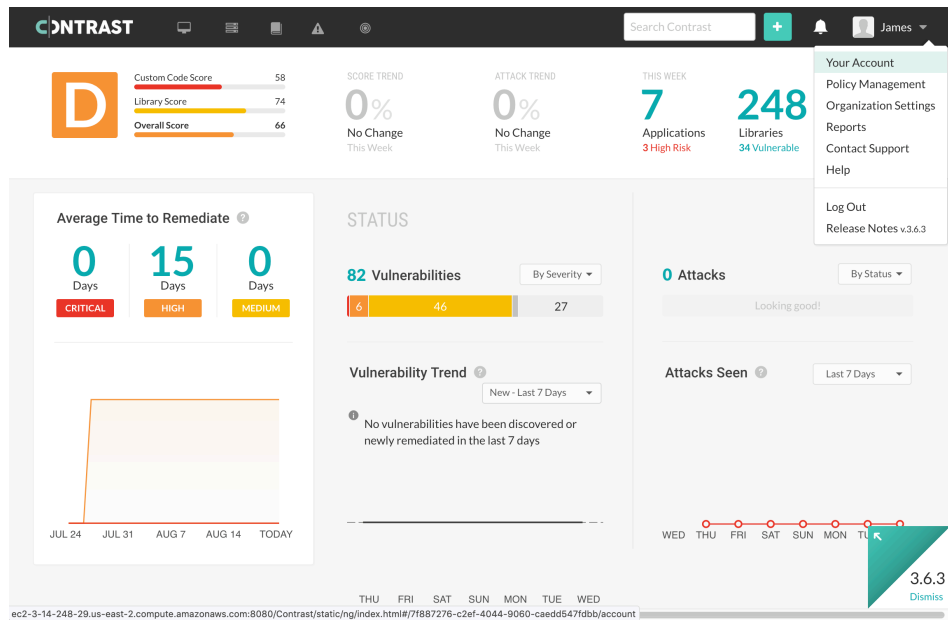 CONTRAST
Search Contrast
+
James
Your Account
Policy Management
Organization Settings
Reports
Contact Support
Help
Log Out
Release Notes v.3.6.3
D
Custom Code Score 58
Library Score 74
Overall Score 66
SCORE TREND
0%
No Change
This Week
ATTACK TREND
0%
No Change
This Week
THIS WEEK
7
Applications
3 High Risk
248
Libraries
34 Vulnerable
Average Time to Remediate ?
0 15 0
Days Days Days
CRITICAL HIGH MEDIUM
JUL 24 JUL 31 AUG 7 AUG 14 TODAY
STATUS
82 Vulnerabilities
By Severity
6 46 27
Vulnerability Trend ?
New - Last 7 Days
No vulnerabilities have been discovered or
newly remediated in the last 7 days
THU FRI SAT SUN MON TUE WED
0 Attacks
By Status
Looking good!
Attacks Seen ?
Last 7 Days
WED THU FRI SAT SUN MON TU
3.6.3
Dismiss
ec2-3-14-248-29.us-east-2.compute.amazonaws.com:8080/Contrast/static/ng/index.html#/7f887276-c2ef-4044-9060-caedd547fdbb/account